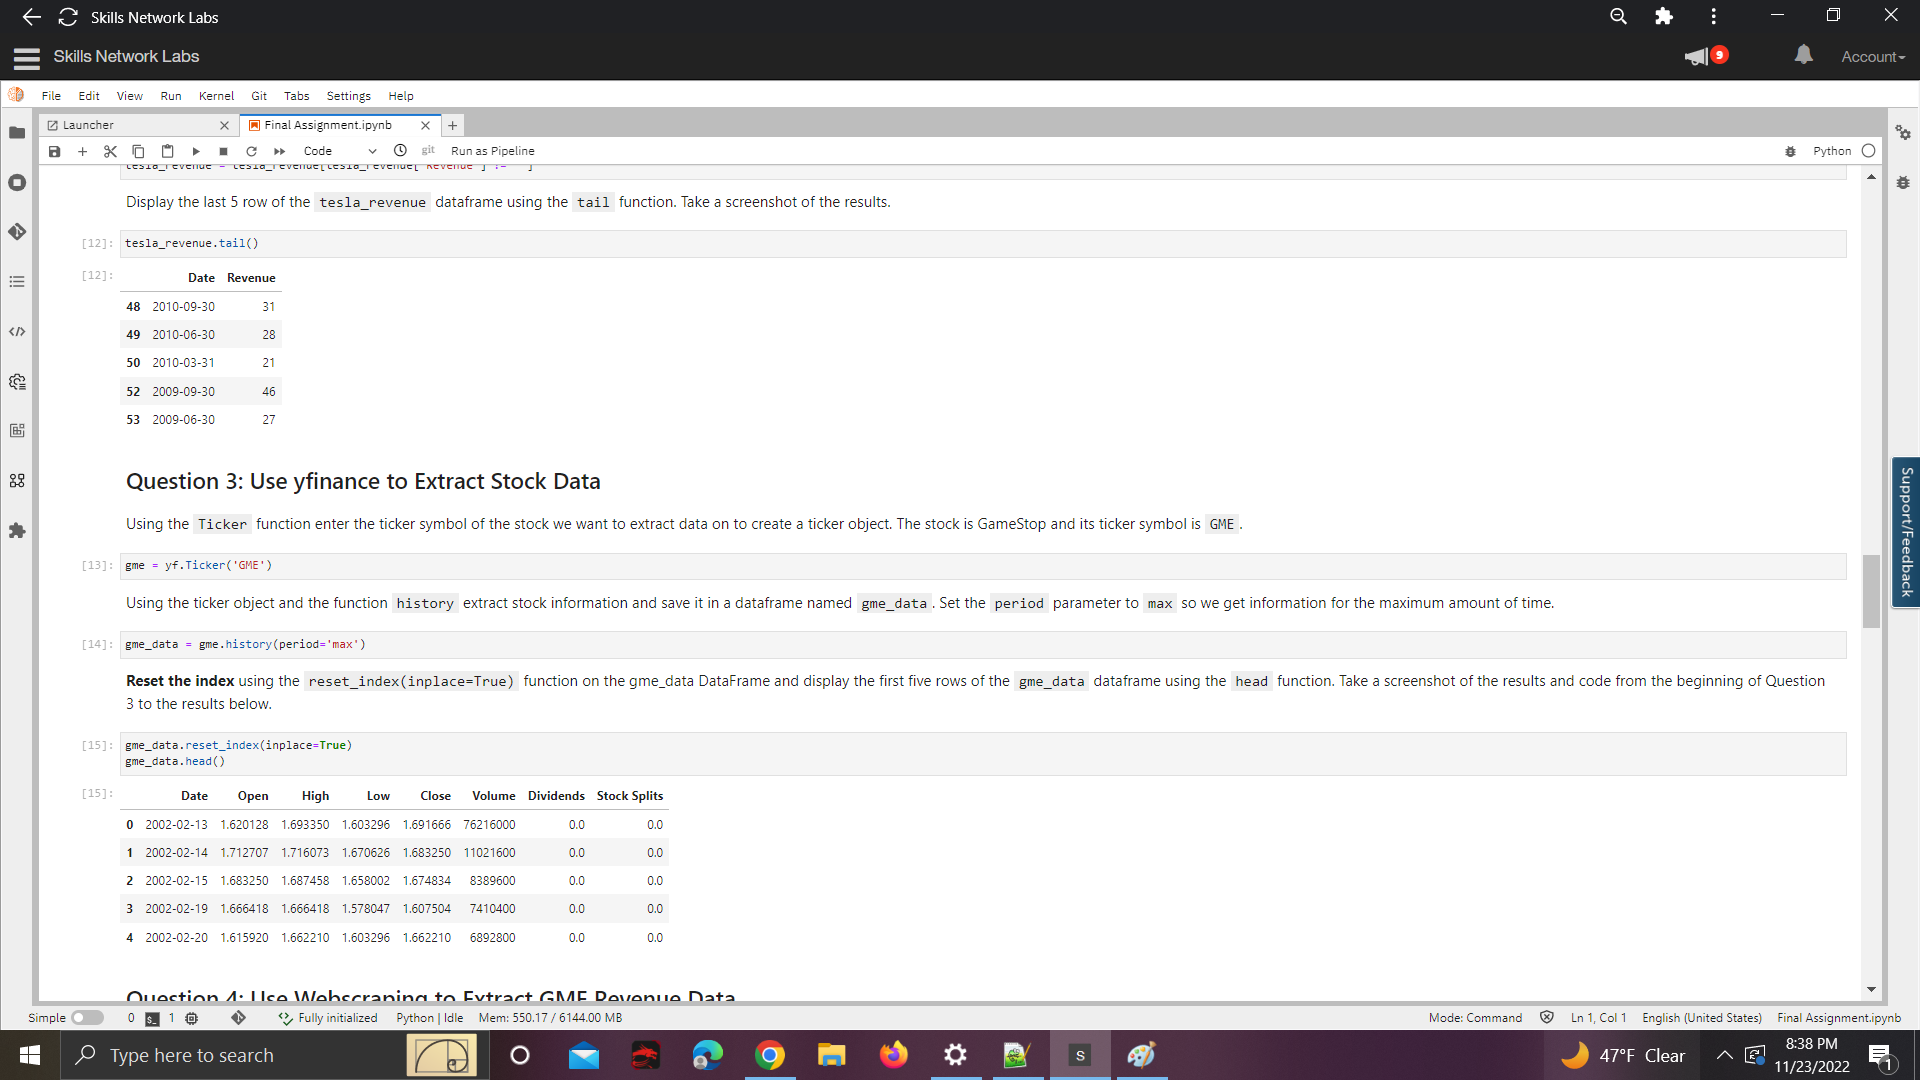 Skills Network Labs
Skills Network Labs
9
Account
File Edit View Run Kernel Git Tabs Settings Help
Launcher
Final Assignment.ipynb
Code
git
Run as Pipeline
Python
tesla_revenue = tesla_revenue[tesla_revenue['Revenue'] != ""]
Display the last 5 row of the tesla_revenue dataframe using the tail function. Take a screenshot of the results.
[12]: tesla_revenue.tail()
[12]:
Date Revenue
48 2010-09-30 31
49 2010-06-30 28
50 2010-03-31 21
52 2009-09-30 46
53 2009-06-30 27
Question 3: Use yfinance to Extract Stock Data
Using the Ticker function enter the ticker symbol of the stock we want to extract data on to create a ticker object. The stock is GameStop and its ticker symbol is GME.
[13]: gme = yf.Ticker('GME')
Using the ticker object and the function history extract stock information and save it in a dataframe named gme_data. Set the period parameter to max so we get information for the maximum amount of time.
[14]: gme_data = gme.history(period='max')
Reset the index using the reset_index(inplace=True) function on the gme_data DataFrame and display the first five rows of the gme_data dataframe using the head function. Take a screenshot of the results and code from the beginning of Question
3 to the results below.
[15]: gme_data.reset_index(inplace=True)
gme_data.head()
[15]:
Date Open High Low Close Volume Dividends Stock Splits
0 2002-02-13 1.620128 1.693350 1.603296 1.691666 76216000 0.0 0.0
1 2002-02-14 1.712707 1.716073 1.670626 1.683250 11021600 0.0 0.0
2 2002-02-15 1.683250 1.687458 1.658002 1.674834 8389600 0.0 0.0
3 2002-02-19 1.666418 1.666418 1.578047 1.607504 7410400 0.0 0.0
4 2002-02-20 1.615920 1.662210 1.603296 1.662210 6892800 0.0 0.0
Question 4: Use Webscraping to Extract GME Revenue Data
Support/Feedback
Simple 0 1 Fully initialized Python | Idle Mem: 550.17 / 6144.00 MB
Mode: Command Ln 1, Col 1 English (United States) Final Assignment.ipynb
Type here to search
S
47°F Clear
8:38 PM
11/23/2022
1